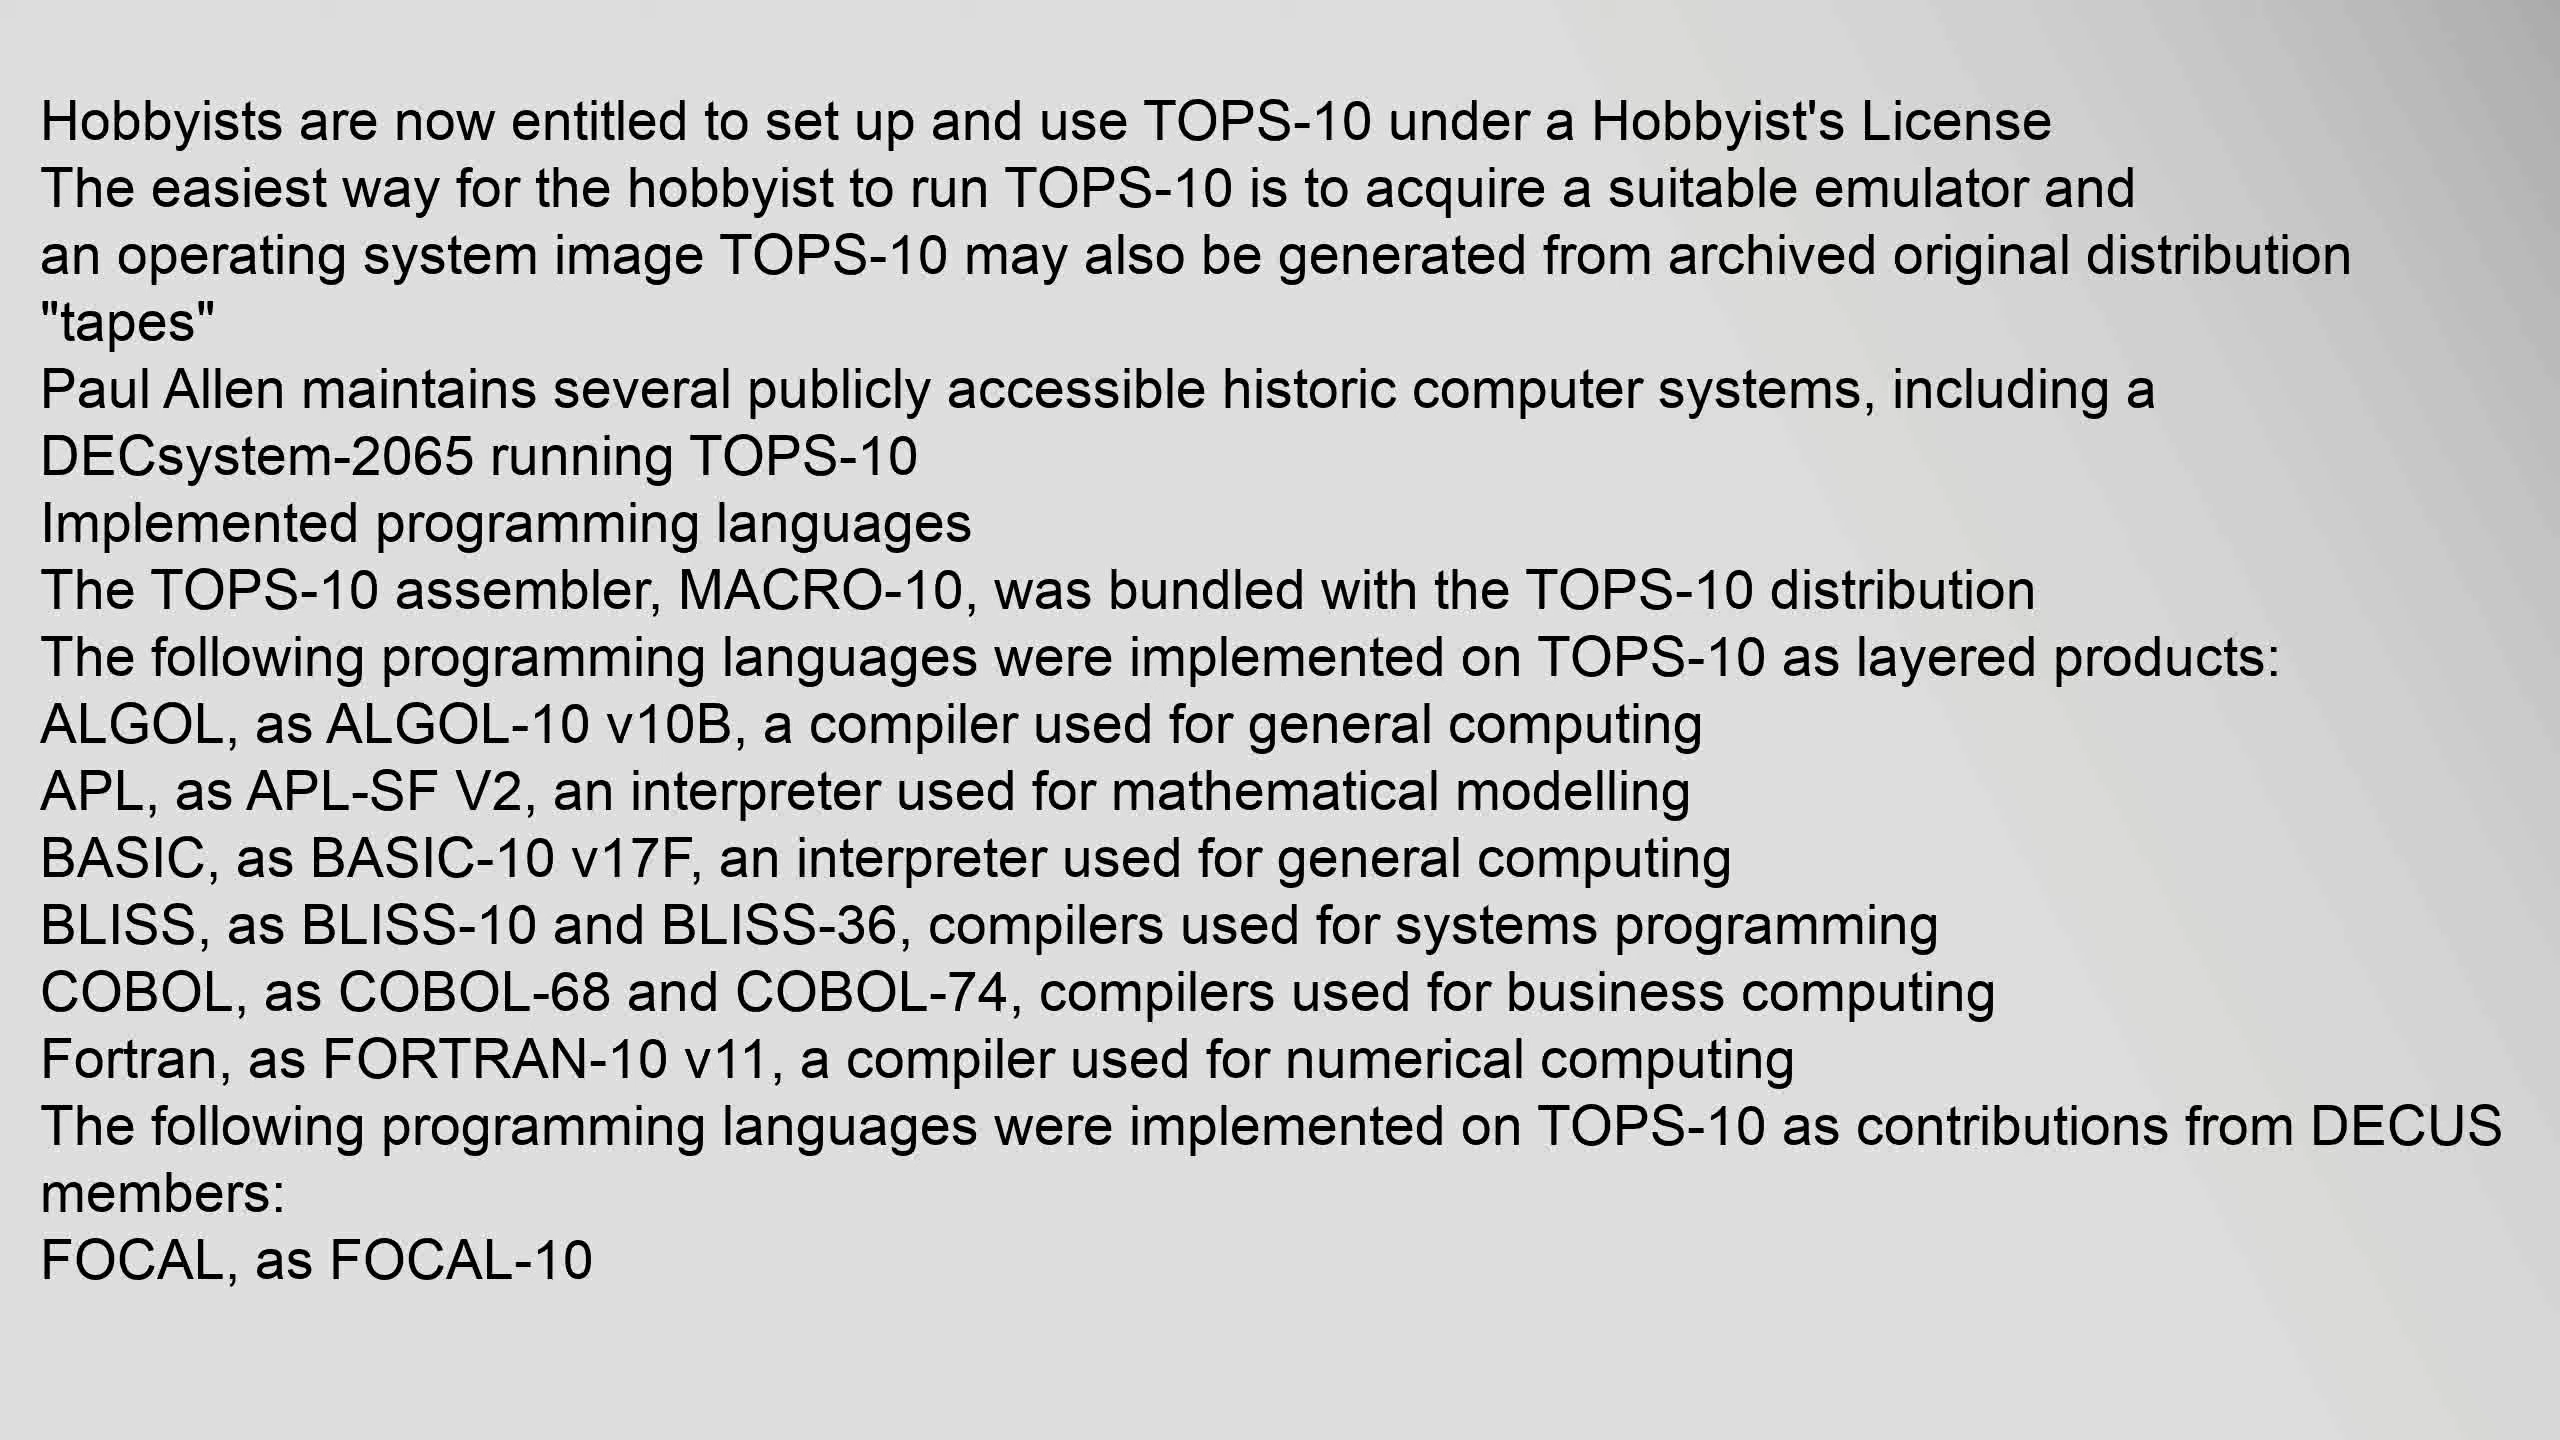 Hobbyists are now entitled to set up and use TOPS-10 under a Hobbyist's License
The easiest way for the hobbyist to run TOPS-10 is to acquire a suitable emulator and
an operating system image TOPS-10 may also be generated from archived original distribution
"tapes"
Paul Allen maintains several publicly accessible historic computer systems, including a
DECsystem-2065 running TOPS-10
Implemented programming languages
The TOPS-10 assembler, MACRO-10, was bundled with the TOPS-10 distribution
The following programming languages were implemented on TOPS-10 as layered products:
ALGOL, as ALGOL-10 v10B, a compiler used for general computing
APL, as APL-SF V2, an interpreter used for mathematical modelling
BASIC, as BASIC-10 v17F, an interpreter used for general computing
BLISS, as BLISS-10 and BLISS-36, compilers used for systems programming
COBOL, as COBOL-68 and COBOL-74, compilers used for business computing
Fortran, as FORTRAN-10 v11, a compiler used for numerical computing
The following programming languages were implemented on TOPS-10 as contributions from DECUS
members:
FOCAL, as FOCAL-10